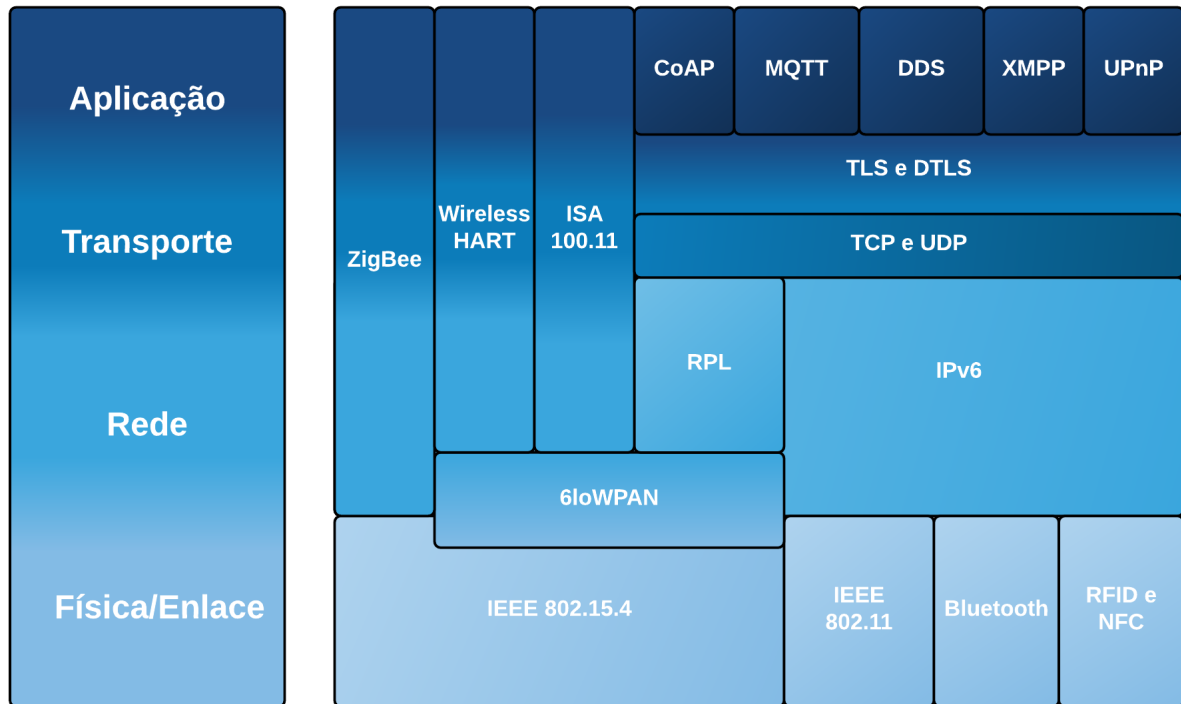 Aplicação
Transporte
Rede
Física/Enlace
ZigBee
Wireless
HART
ISA
100.11
CoAP
MQTT
DDS
XMPP
UPnP
TLS e DTLS
TCP e UDP
RPL
IPv6
6loWPAN
IEEE 802.15.4
IEEE
802.11
Bluetooth
RFID e
NFC